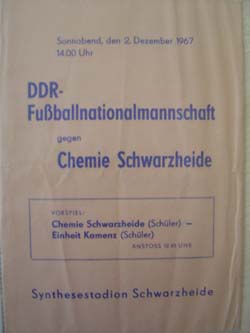 Sonnabend, den 2. Dezember 1967
14.00 Uhr
DDR-
Fußballnationalmannschaft
gegen
Chemie Schwarzheide
VORSPIEL:
Chemie Schwarzheide (Schüler) —
Einheit Kamenz (Schüler)
ANSTOSS 12.45 UHR
Synthesestadion Schwarzheide